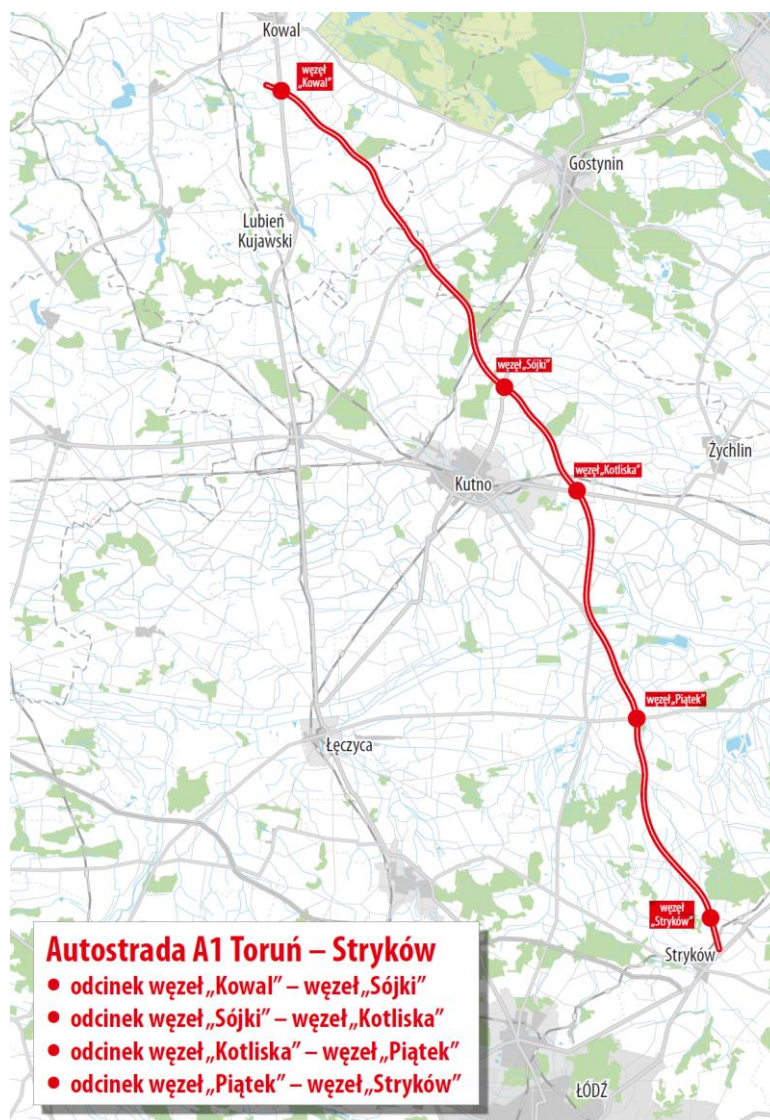 Kowal
węzeł
„Kowal”
Gostynin
Lubień
Kujawski
węzeł „Sójki”
Żychlin
węzeł „Kotliska”
Kutno
węzeł „Piątek”
Łęczyca
węzeł
„Stryków”
Stryków
Autostrada A1 Toruń – Stryków
• odcinek węzeł „Kowal” – węzeł „Sójki”
• odcinek węzeł „Sójki” – węzeł „Kotliska”
• odcinek węzeł „Kotliska” – węzeł „Piątek”
• odcinek węzeł „Piątek” – węzeł „Stryków”
ŁÓDŹ